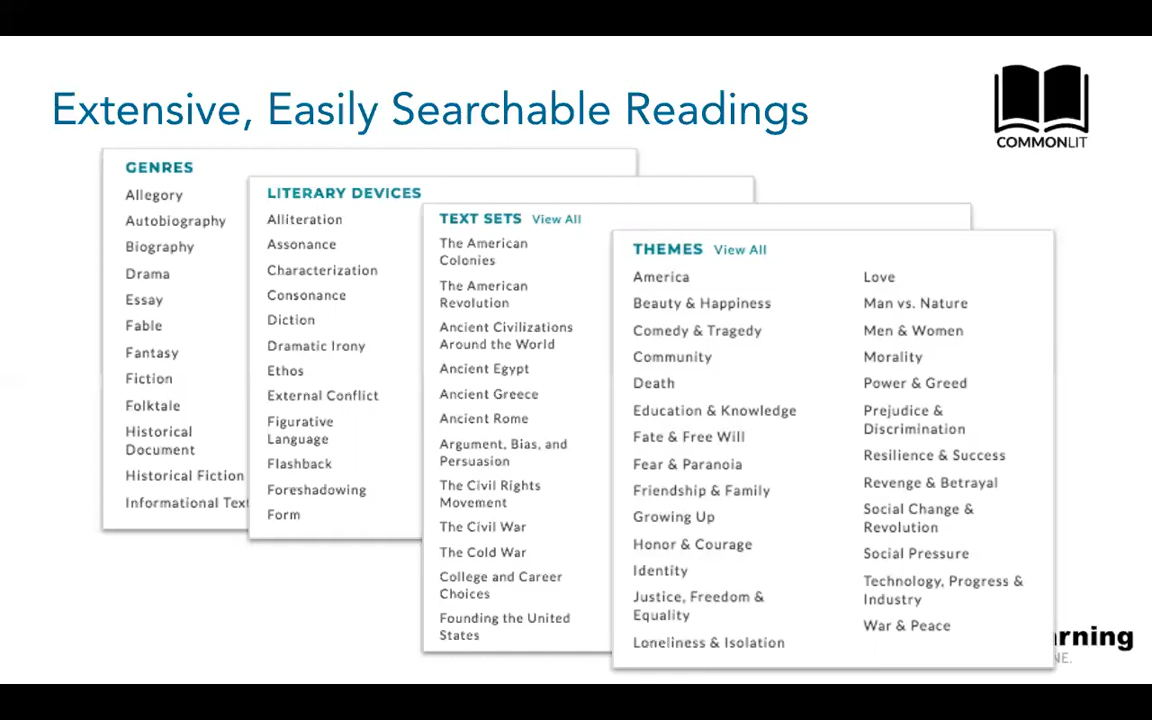 Extensive, Easily Searchable Readings
COMMONLIT
GENRES
Allegory
Autobiography
Biography
Drama
Essay
Fable
Fantasy
Fiction
Folktale
Historical
Document
Historical Fiction
Informational
LITERARY DEVICES
Alliteration
Assonance
Characterization
Consonance
Diction
Dramatic Irony
Ethos
External Conflict
Figurative
Language
Flashback
Foreshadowing
Form
TEXT SETS View All
The American
Colonies
The American
Revolution
Ancient Civilizations
Around the World
Ancient Egypt
Ancient Greece
Ancient Rome
Argument, Bias, and
Persuasion
The Civil Rights
Movement
The Civil War
The Cold War
College and Career
Choices
Founding the United
States
THEMES View All
America
Beauty & Happiness
Comedy & Tragedy
Community
Death
Education & Knowledge
Fate & Free Will
Fear & Paranoia
Friendship & Family
Growing Up
Honor & Courage
Identity
Justice, Freedom &
Equality
Loneliness & Isolation
Love
Man vs. Nature
Men & Women
Morality
Power & Greed
Prejudice &
Discrimination
Resilience & Success
Revenge & Betrayal
Social Change &
Revolution
Social Pressure
Technology, Progress &
Industry
War & Peace